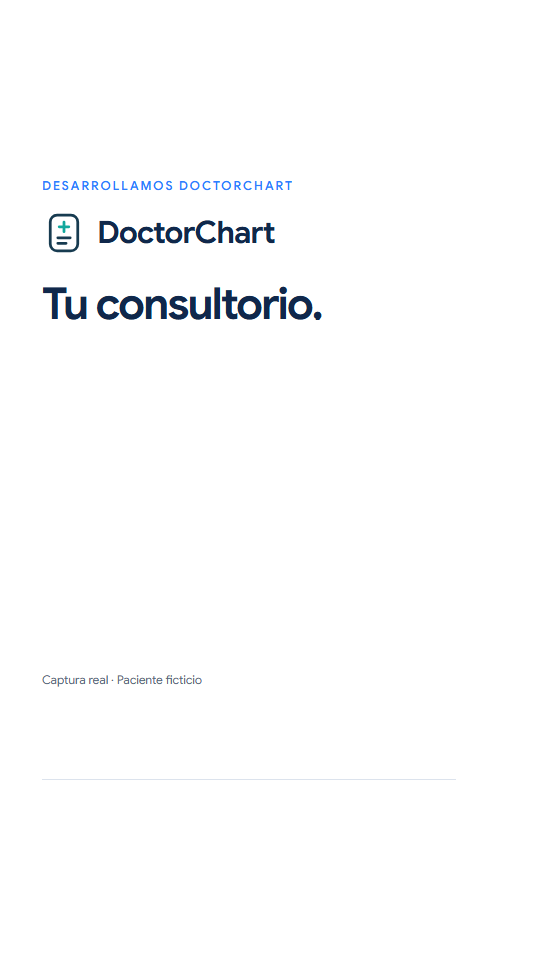 DESARROLLAMOS DOCTORCHART
DoctorChart
Tu consultorio.
Captura real · Paciente ficticio